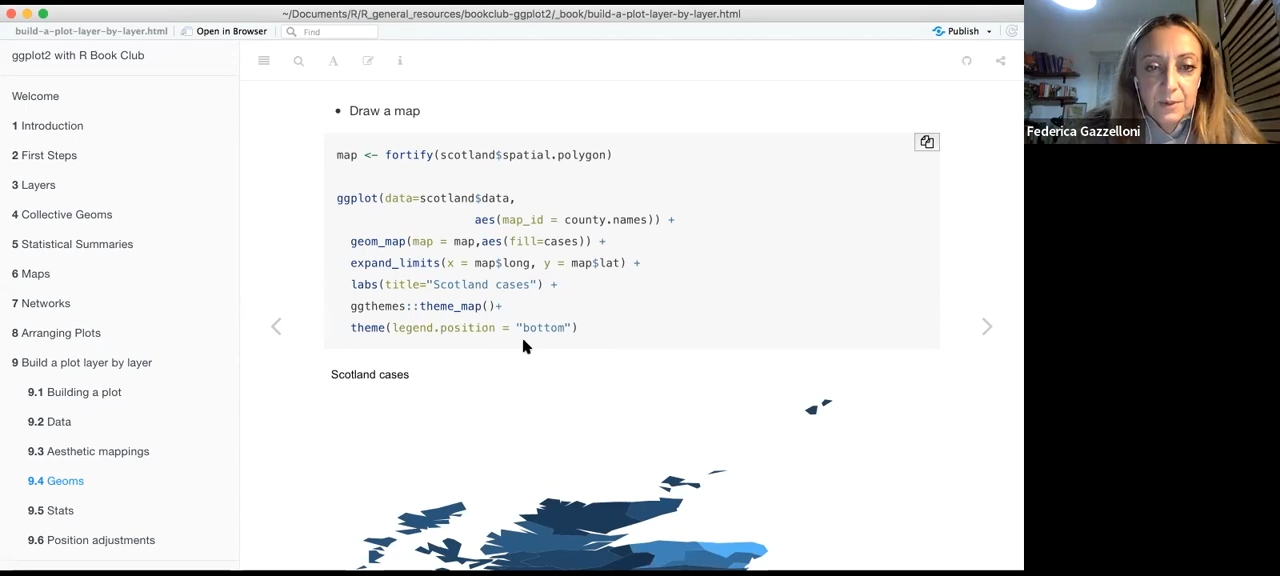 ~/Documents/R/R_general_resources/bookclub-ggplot2/_book/build-a-plot-layer-by-layer.html
build-a-plot-layer-by-layer.html
Open in Browser
Find
Publish
ggplot2 with R Book Club
Welcome
1 Introduction
2 First Steps
3 Layers
4 Collective Geoms
5 Statistical Summaries
6 Maps
7 Networks
8 Arranging Plots
9 Build a plot layer by layer
9.1 Building a plot
9.2 Data
9.3 Aesthetic mappings
9.4 Geoms
9.5 Stats
9.6 Position adjustments
A
i
• Draw a map
map <- fortify(scotland$spatial.polygon)
ggplot(data=scotland$data,
aes(map_id = county.names)) +
geom_map(map = map,aes(fill=cases)) +
expand_limits(x = map$long, y = map$lat) +
labs(title="Scotland cases") +
ggthemes::theme_map()+
theme(legend.position = "bottom")
Scotland cases
Federica Gazzelloni